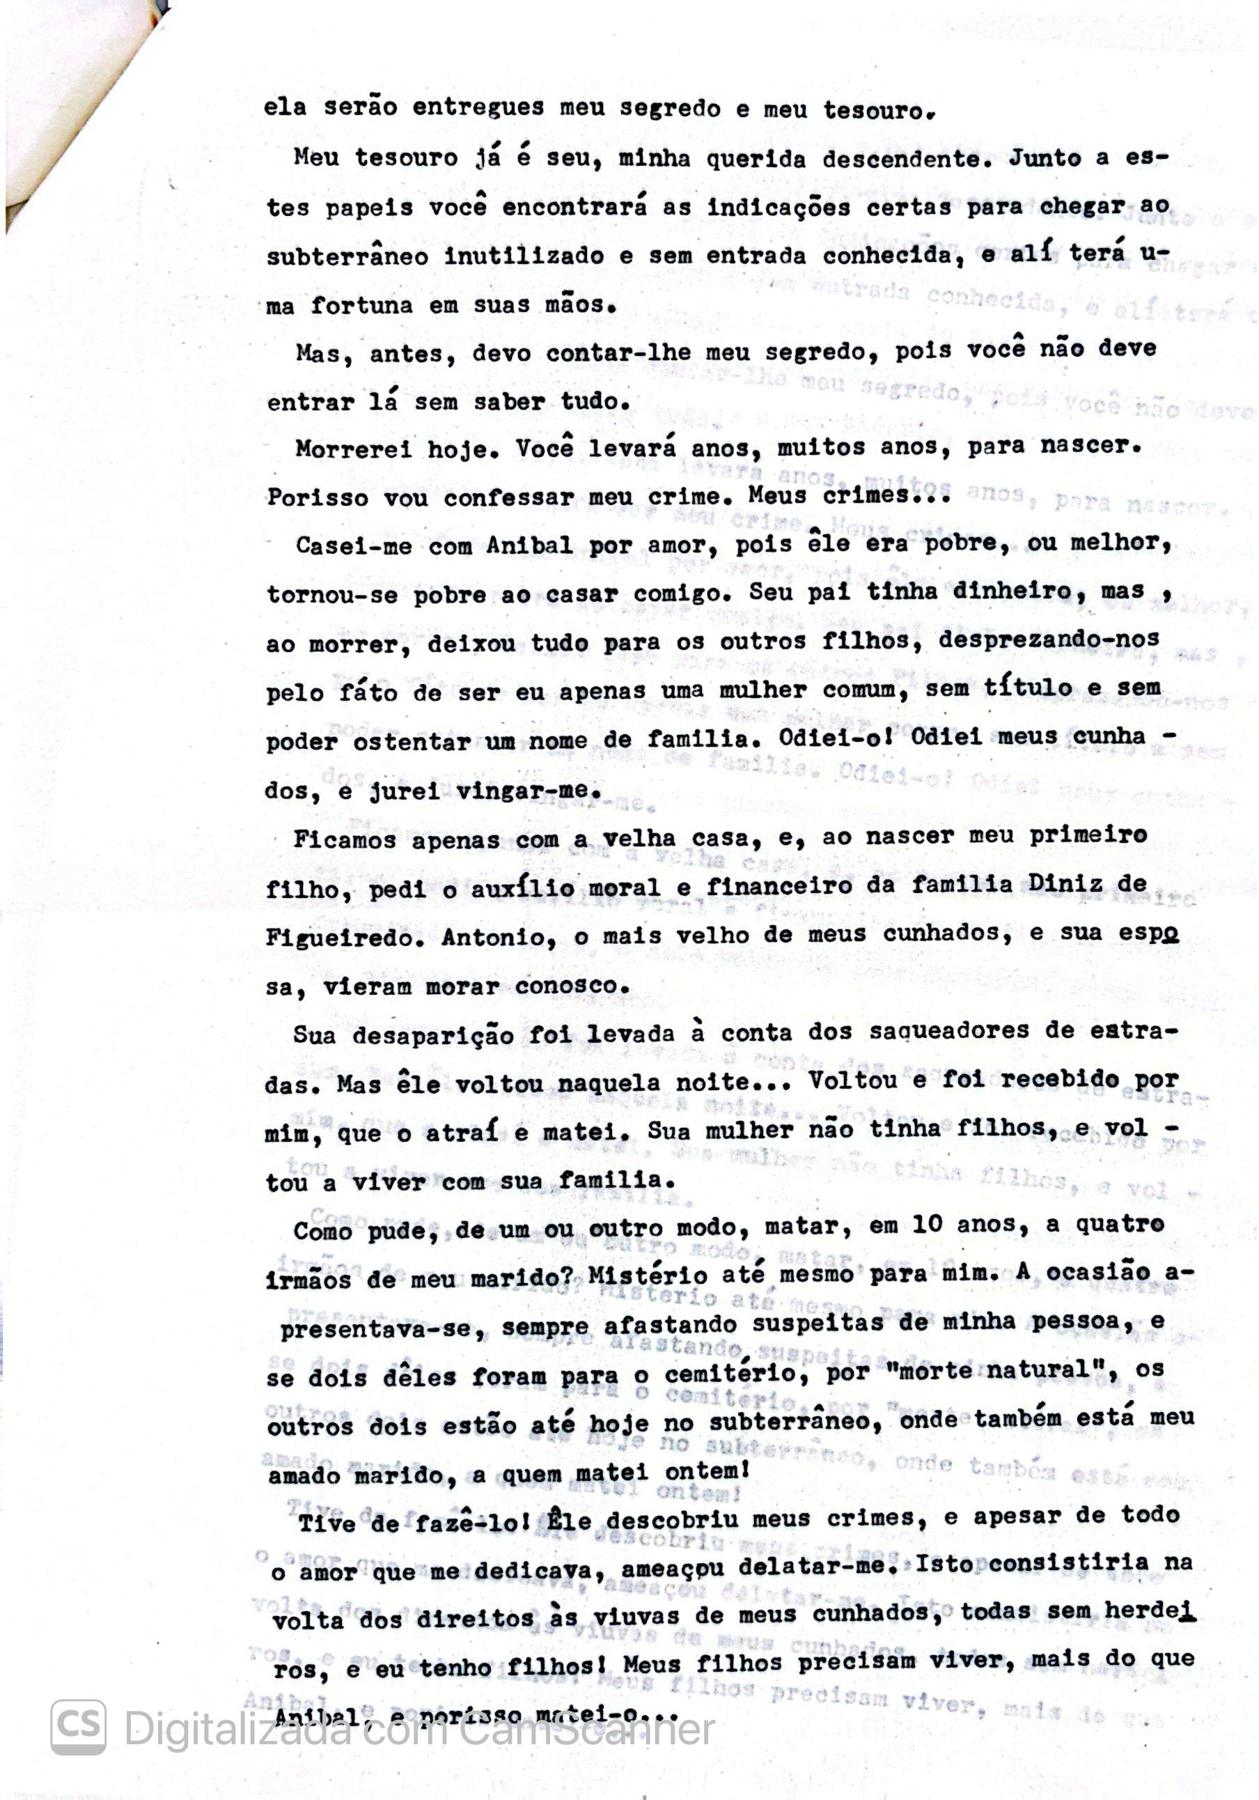 ela serão entregues meu segredo e meu tesouro.
Meu tesouro já é seu, minha querida descendente. Junto a es-
tes papeis você encontrará as indicações certas para chegar ao
subterrâneo inutilizado e sem entrada conhecida, e alí terá u-
ma fortuna em suas mãos.
Mas, antes, devo contar-lhe meu segredo, pois você não deve
entrar lá sem saber tudo.
Morrerei hoje. Você levará anos, muitos anos, para nascer.
Porisso vou confessar meu crime. Meus crimes...
Casei-me com Anibal por amor, pois êle era pobre, ou melhor,
tornou-se pobre ao casar comigo. Seu pai tinha dinheiro, mas ,
ao morrer, deixou tudo para os outros filhos, desprezando-nos
pelo fáto de ser eu apenas uma mulher comum, sem título e sem
poder ostentar um nome de familia. Odiei-o! Odiei meus cunha -
dos, e jurei vingar-me.
Ficamos apenas com a velha casa, e, ao nascer meu primeiro
filho, pedi o auxílio moral e financeiro da familia Diniz de
Figueiredo. Antonio, o mais velho de meus cunhados, e sua espo
sa, vieram morar conosco.
Sua desaparição foi levada à conta dos saqueadores de estra-
das. Mas êle voltou naquela noite... Voltou e foi recebido por
mim, que o atraí e matei. Sua mulher não tinha filhos, e vol -
tou a viver com sua familia.
Como pude, de um ou outro modo, matar, em 10 anos, a quatro
irmãos de meu marido? Mistério até mesmo para mim. A ocasião a-
presentava-se, sempre afastando suspeitas de minha pessoa, e
se dois dêles foram para o cemitério, por "morte natural", os
outros dois estão até hoje no subterrâneo, onde também está meu
amado marido, a quem matei ontem!
Tive de fazê-lo! Êle descobriu meus crimes, e apesar de todo
o amor que me dedicava, ameaçou delatar-me. Isto consistiria na
volta dos direitos às viuvas de meus cunhados, todas sem herdei
ros, e eu tenho filhos! Meus filhos precisam viver, mais do que
Anibal, e porisso matei-o...
CS Digitalizada com CamScanner